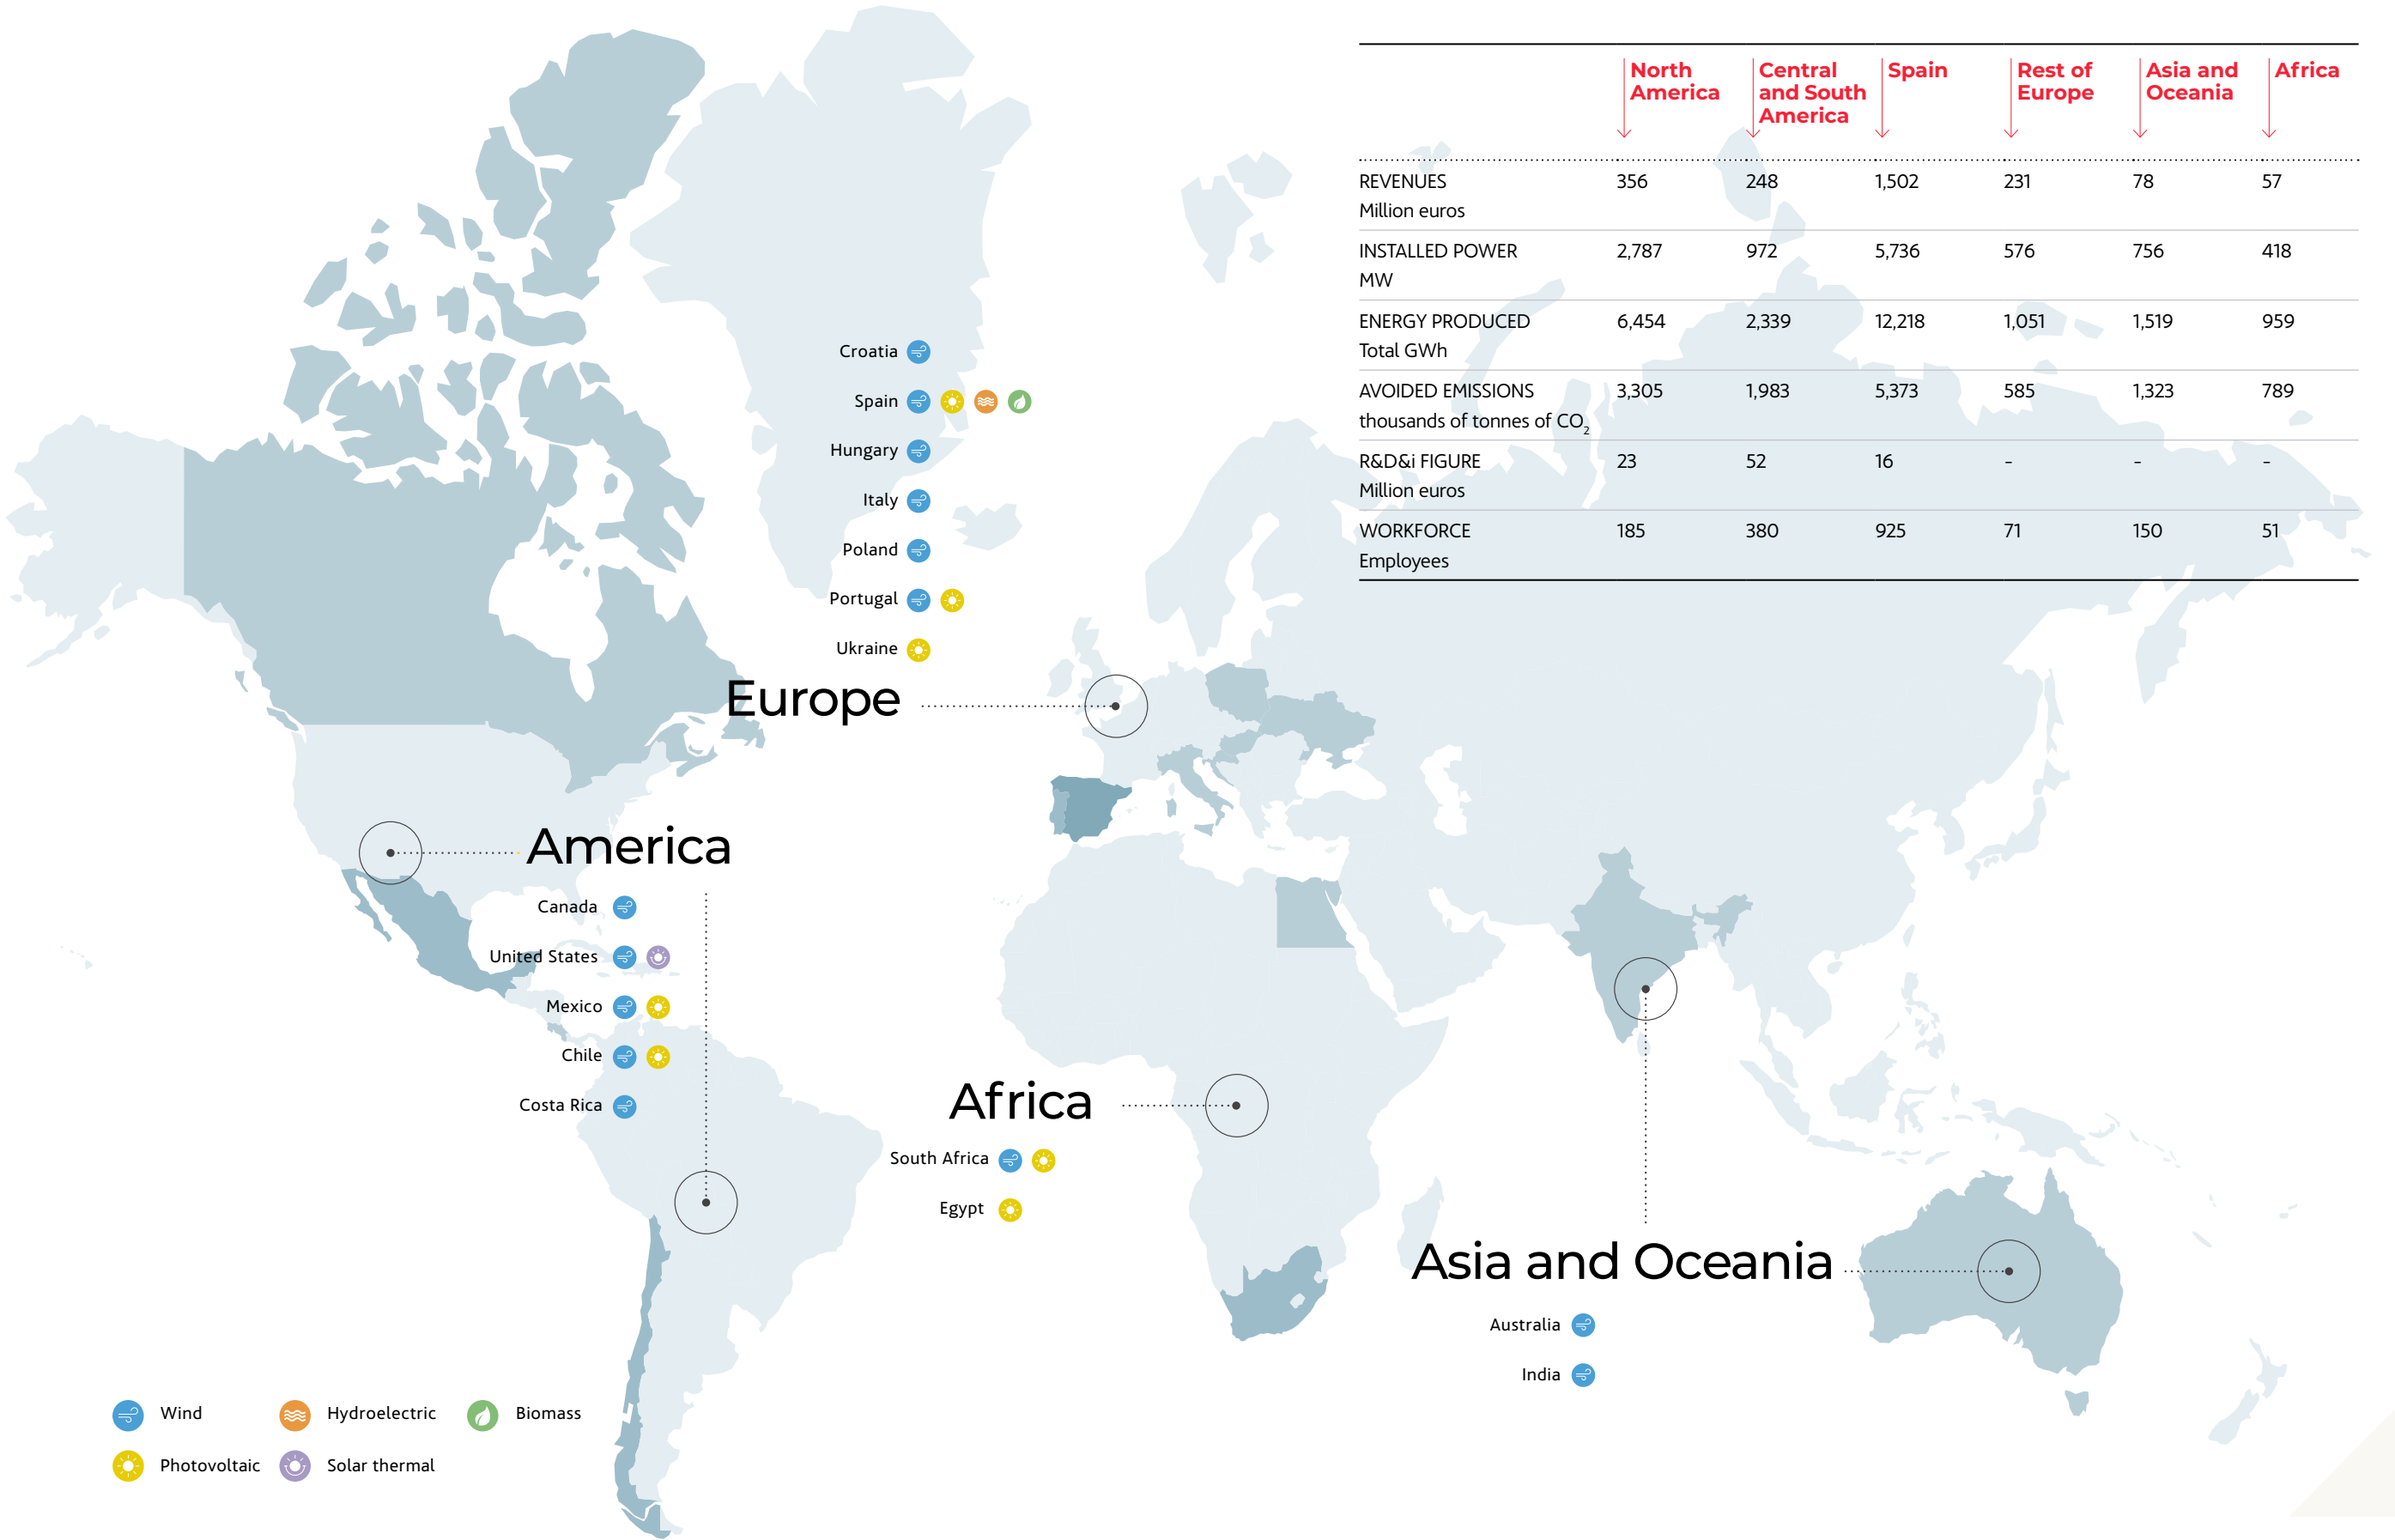 North America
Central and South America
Spain
Rest of Europe
Asia and Oceania
Africa
REVENUES 356 248 1,502 231 78 57
Million euros
INSTALLED POWER 2,787 972 5,736 576 756 418
MW
ENERGY PRODUCED 6,454 2,339 12,218 1,051 1,519 959
Total GWh
AVOIDED EMISSIONS 3,305 1,983 5,373 585 1,323 789
thousands of tonnes of CO2
R&D&i FIGURE 23 52 16 - - -
Million euros
WORKFORCE 185 380 925 71 150 51
Employees
Croatia
Spain
Hungary
Italy
Poland
Portugal
Ukraine
Europe
America
Canada
United States
Mexico
Chile
Costa Rica
Africa
South Africa
Egypt
Asia and Oceania
Australia
India
Wind
Hydroelectric
Biomass
Photovoltaic
Solar thermal